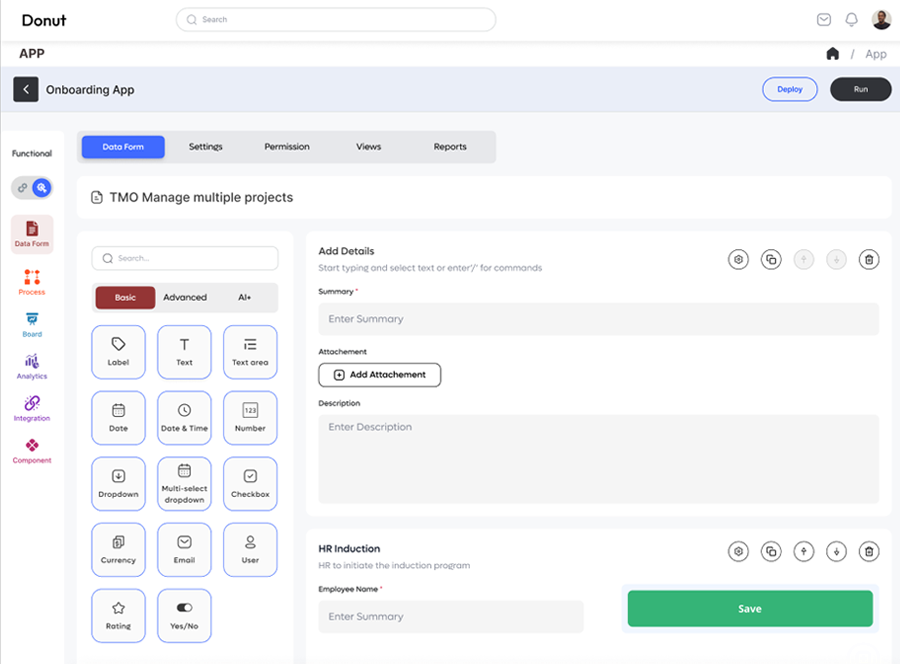 Donut
Search
APP
/ App
Onboarding App
Deploy
Run
Functional
Data Form
Settings
Permission
Views
Reports
TMO Manage multiple projects
Data Form
Process
Board
Analytics
Integration
Component
Search...
Basic
Advanced
AI+
Label
Text
Text area
Date
Date & Time
123
Number
Dropdown
Multi-select
dropdown
Checkbox
Currency
Email
User
Rating
Yes/No
Add Details
Start typing and select text or enter'/' for commands
Summary *
Enter Summary
Attachement
Add Attachement
Description
Enter Description
HR Induction
HR to initiate the induction program
Employee Name *
Enter Summary
Save